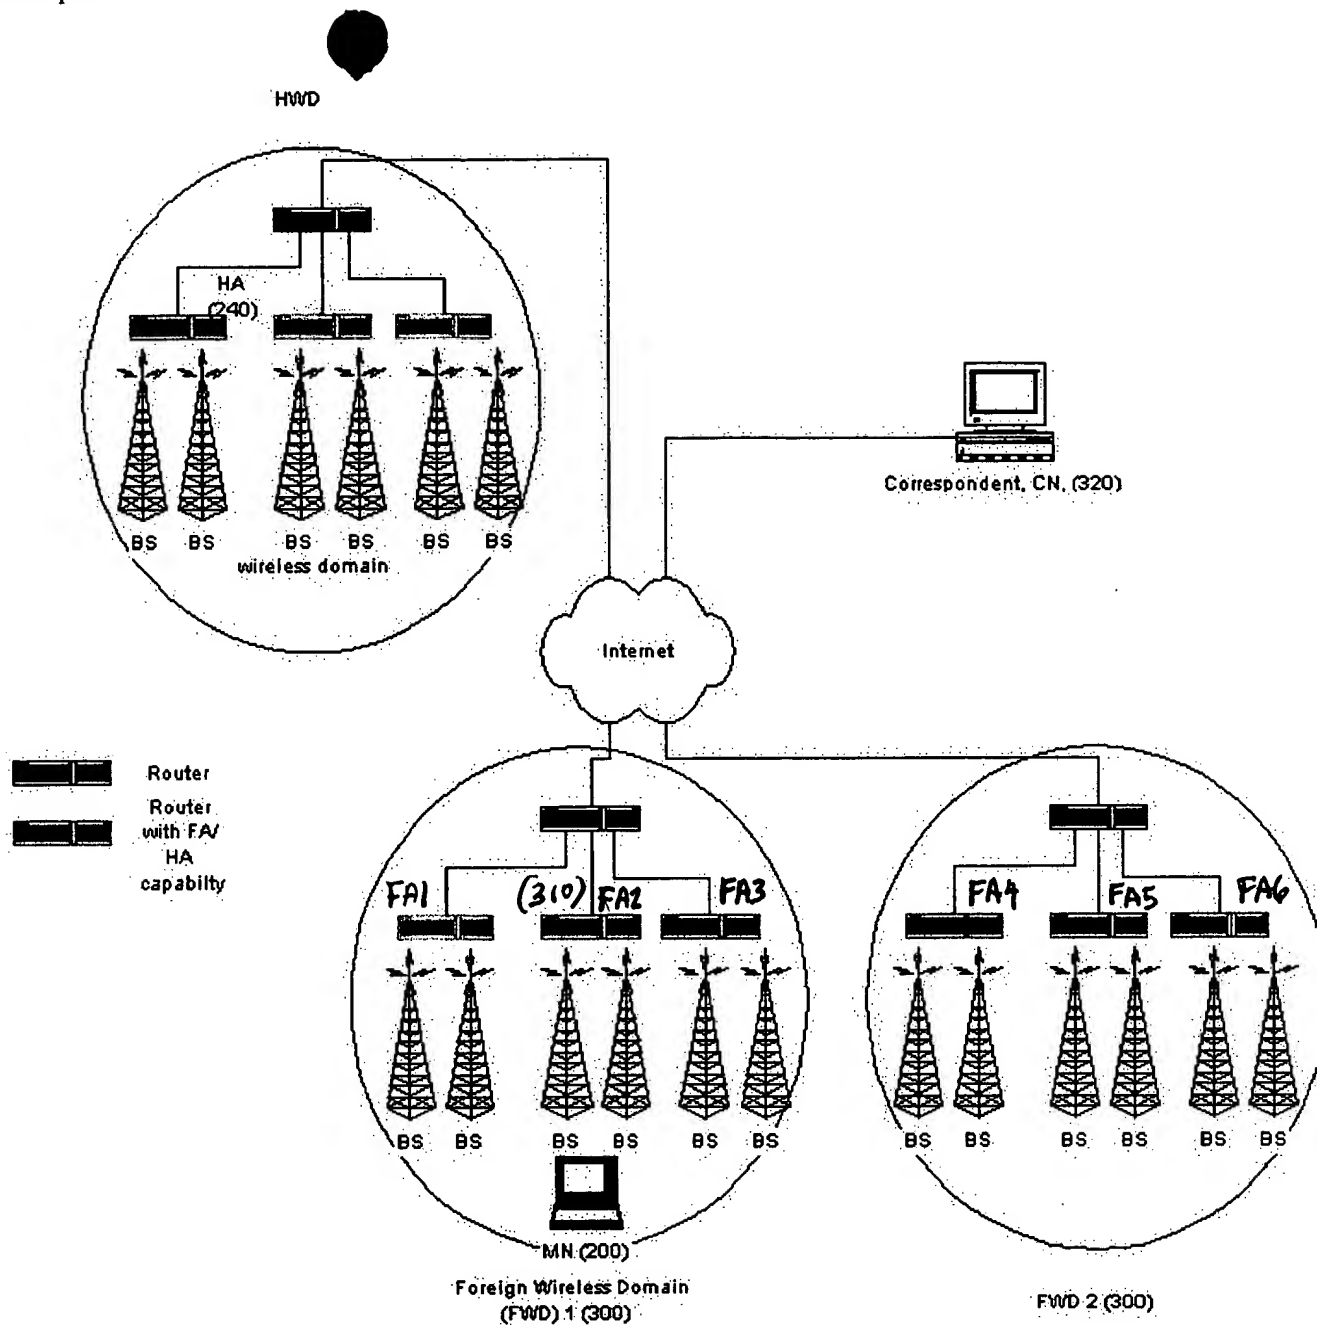 HWD
HA
(240)
BS BS BS BS BS BS
wireless domain
Correspondent, CN, (320)
Internet
Router
Router
with FA/
HA
capabilty
FA1 (310) FA2 FA3
FA4 FA5 FA6
BS BS BS BS BS BS
BS BS BS BS BS BS
MN (200)
Foreign Wireless Domain
(FWD) 1 (300)
FWD 2 (300)